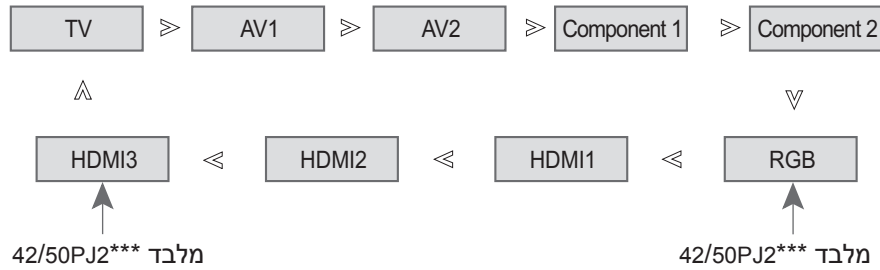 TV
AV1
AV2
Component 1
Component 2
HDMI3
HDMI2
HDMI1
RGB
מלבד 42/50PJ2***
מלבד 42/50PJ2***